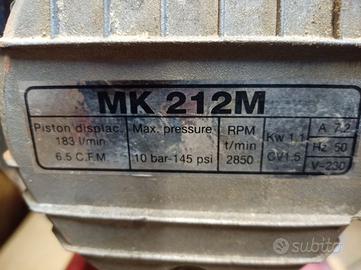 MK 212M
Piston displac.
183 l/min
6.5 C.F.M.
Max. pressure
10 bar-145 psi
RPM
t/min
2850
Kw 1.1
CV1.5
A 7.2
Hz 50
V~230
subito